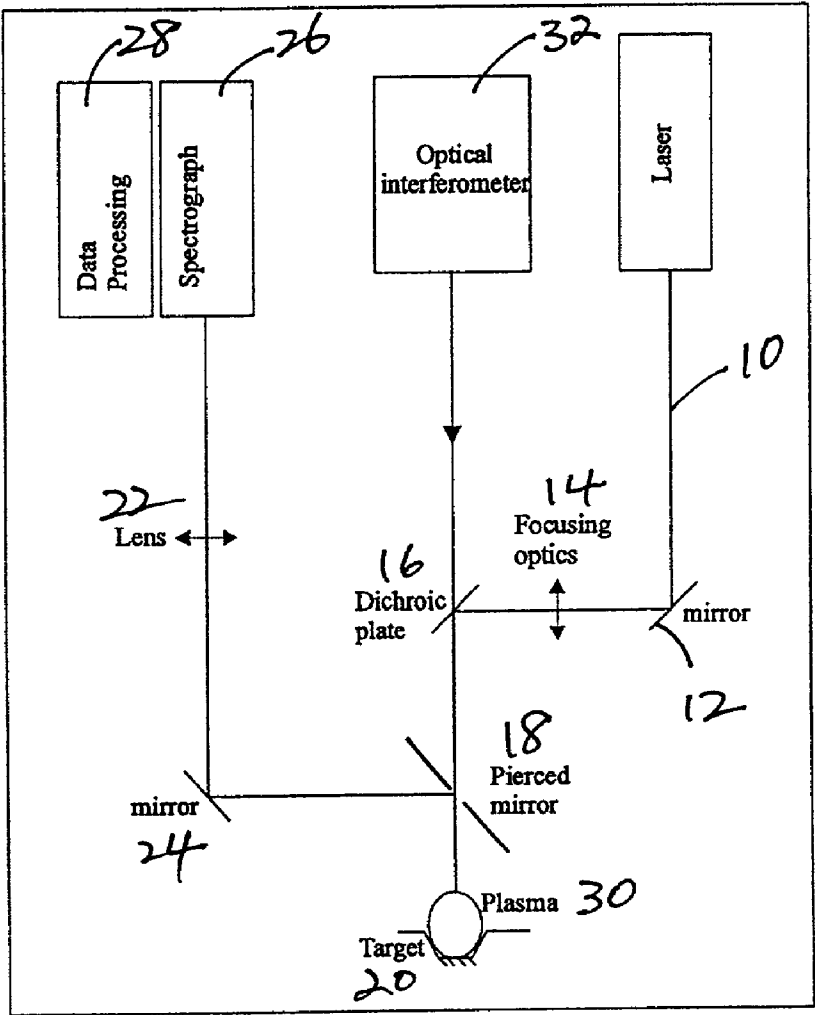 28
26
32
Data
Processing
Spectrograph
Optical
interferometer
Laser
10
22
Lens
14
Focusing
optics
16
Dichroic
plate
mirror
12
18
Pierced
mirror
mirror
24
Plasma 30
Target
20